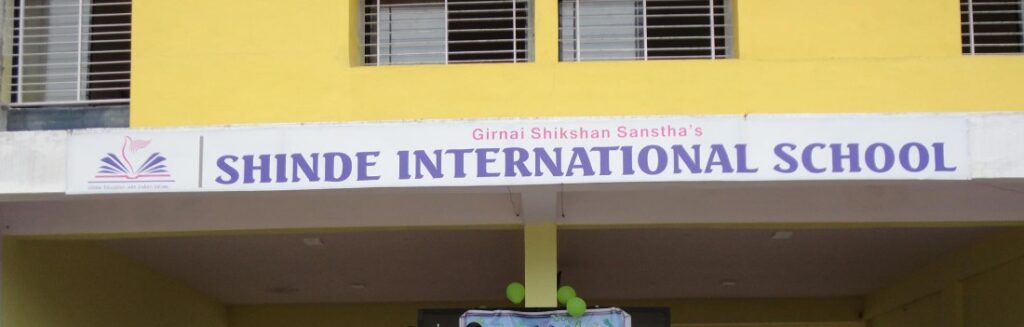 Girnai Shikshan Sanstha's
SHINDE INTERNATIONAL SCHOOL